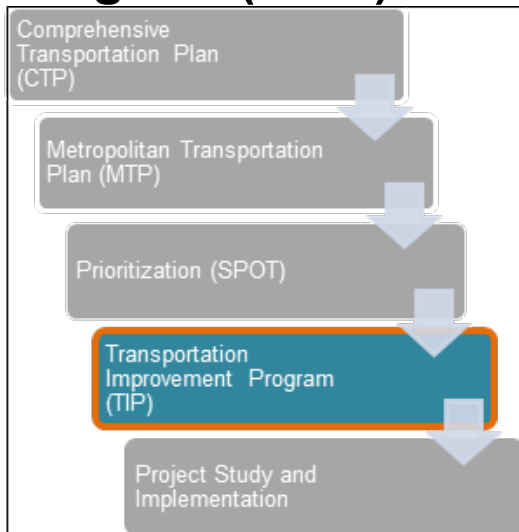 Comprehensive
Transportation Plan
(CTP)
Metropolitan Transportation
Plan (MTP)
Prioritization (SPOT)
Transportation
Improvement Program
(TIP)
Project Study and
Implementation